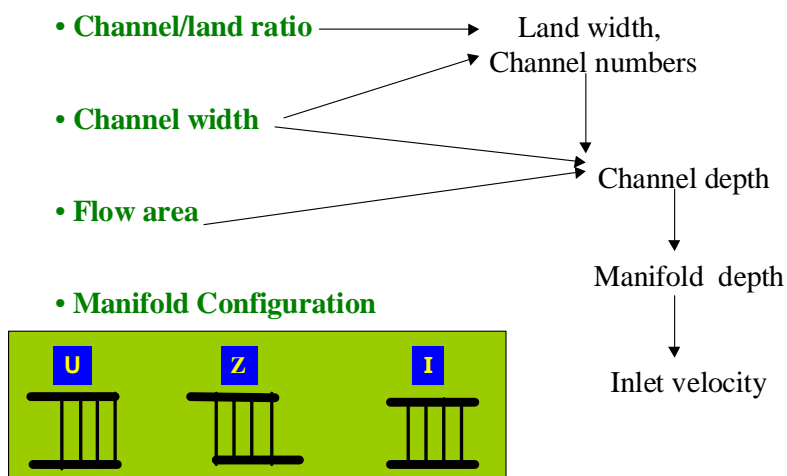 • Channel/land ratio
Land width,
Channel numbers
• Channel width
Channel depth
• Flow area
Manifold depth
• Manifold Configuration
Inlet velocity
U
Z
I